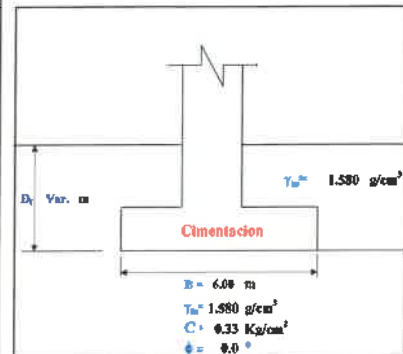 γm= 1.580 g/cm³
Df Var. m
Cimentacion
B = 6.00 m
γm= 1.580 g/cm³
C = 0.33 Kg/cm²
ϕ = 0.0 °